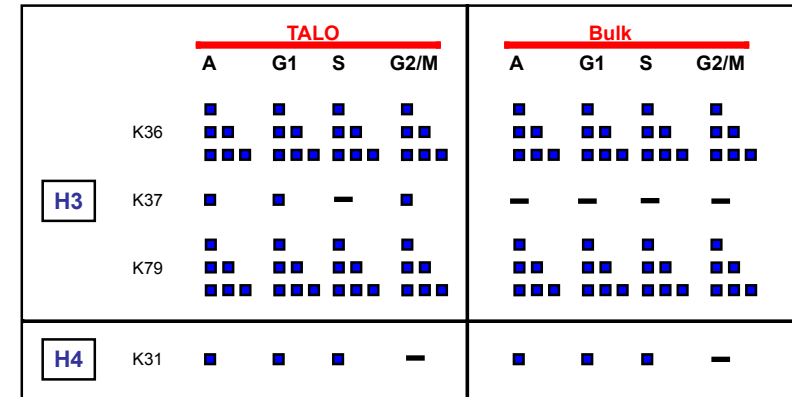 TALO Bulk
A G1 S G2/M A G1 S G2/M
K36
H3 K37
K79
H4 K31